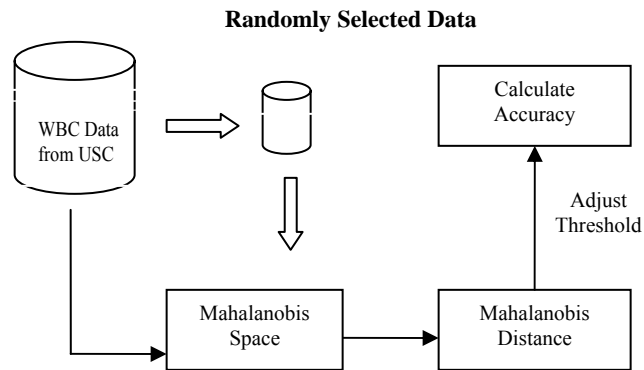 Randomly Selected Data
WBC Data
from USC
Calculate
Accuracy
Adjust
Threshold
Mahalanobis
Space
Mahalanobis
Distance